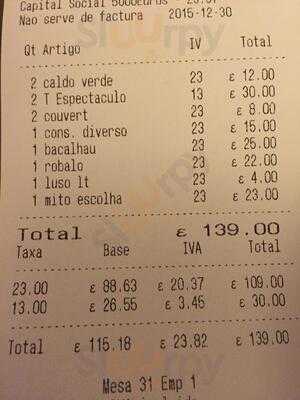 Capital Social 5000Euros
Nao serve de factura 2015-12-30
Qt Artigo IV Total
2 caldo verde 23 £ 12.00
2 T Espectaculo 13 £ 30.00
2 couvert 23 £ 8.00
1 cons. diverso 23 £ 15.00
1 bacalhau 23 £ 25.00
1 robalo 23 £ 22.00
1 luso lt 23 £ 4.00
1 mito escolha 23 £ 23.00
Total £ 139.00
Taxa Base IVA Total
23.00 £ 88.63 £ 20.37 £ 109.00
13.00 £ 26.55 £ 3.45 £ 30.00
Total £ 115.18 £ 23.82 £ 139.00
Mesa 31 Emp 1